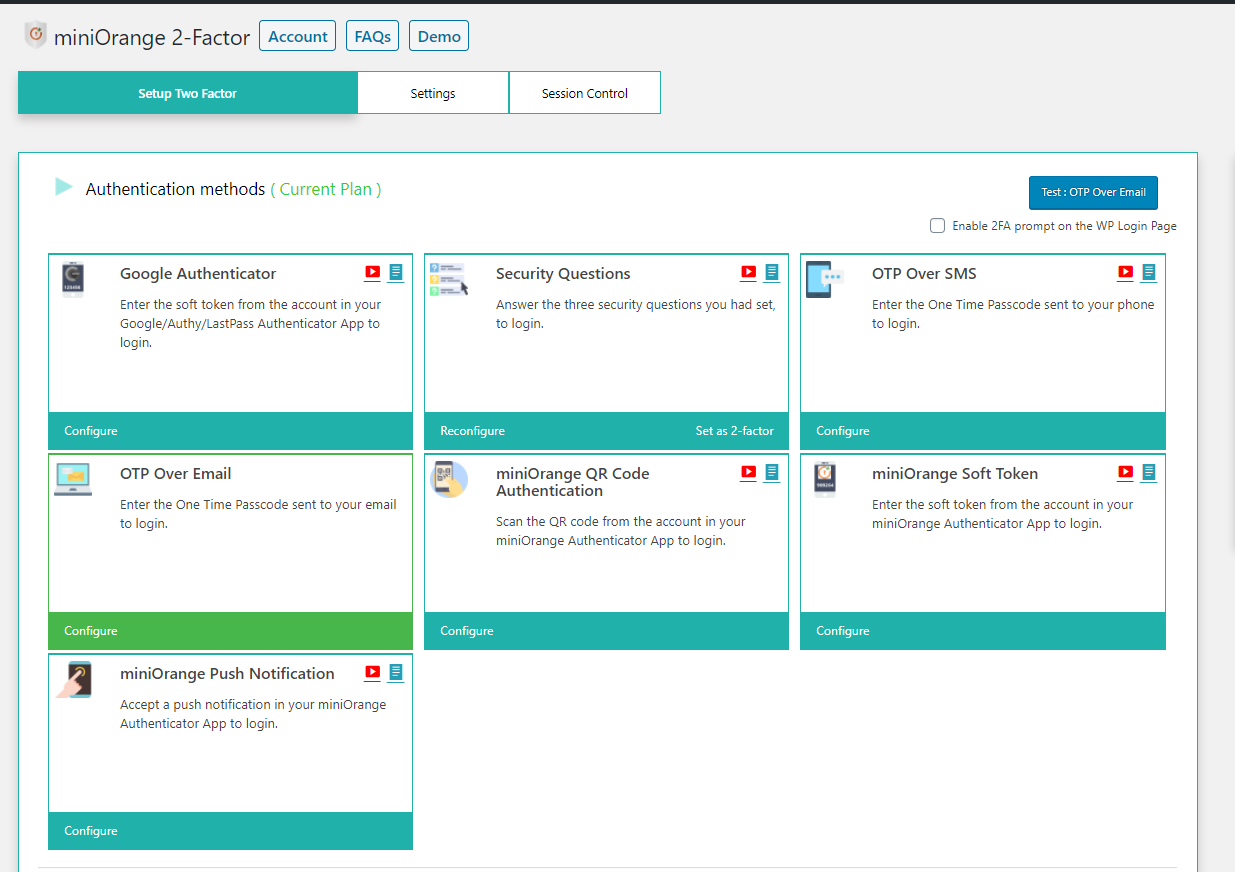 miniOrange 2-Factor Account FAQs Demo
Setup Two Factor Settings Session Control
Authentication methods ( Current Plan )
Test : OTP Over Email
Enable 2FA prompt on the WP Login Page
Google Authenticator
Enter the soft token from the account in your
Google/Authy/LastPass Authenticator App to
login.
Configure
Security Questions
Answer the three security questions you had set,
to login.
Reconfigure Set as 2-factor
OTP Over SMS
Enter the One Time Passcode sent to your phone
to login.
Configure
OTP Over Email
Enter the One Time Passcode sent to your email
to login.
Configure
miniOrange QR Code
Authentication
Scan the QR code from the account in your
miniOrange Authenticator App to login.
Configure
miniOrange Soft Token
Enter the soft token from the account in your
miniOrange Authenticator App to login.
Configure
miniOrange Push Notification
Accept a push notification in your miniOrange
Authenticator App to login.
Configure